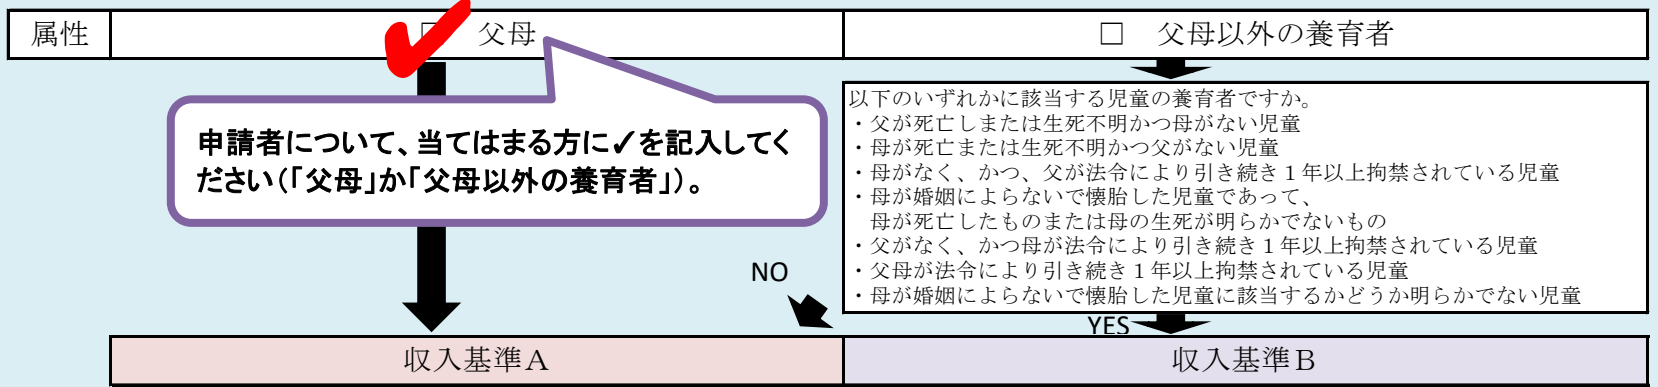 属性
□ 父母
□ 父母以外の養育者
申請者について、当てはまる方に✓を記入してく
ださい(「父母」か「父母以外の養育者」)。
以下のいずれかに該当する児童の養育者ですか。
・父が死亡しまたは生死不明かつ母がない児童
・母が死亡または生死不明かつ父がない児童
・母がなく、かつ、父が法令により引き続き1年以上拘禁されている児童
・母が婚姻によらないで懐胎した児童であって、
母が死亡したものまたは母の生死が明らかでないもの
・父がなく、かつ母が法令により引き続き1年以上拘禁されている児童
・父母が法令により引き続き1年以上拘禁されている児童
・母が婚姻によらないで懐胎した児童に該当するかどうか明らかでない児童
NO
YES
収入基準A
収入基準B